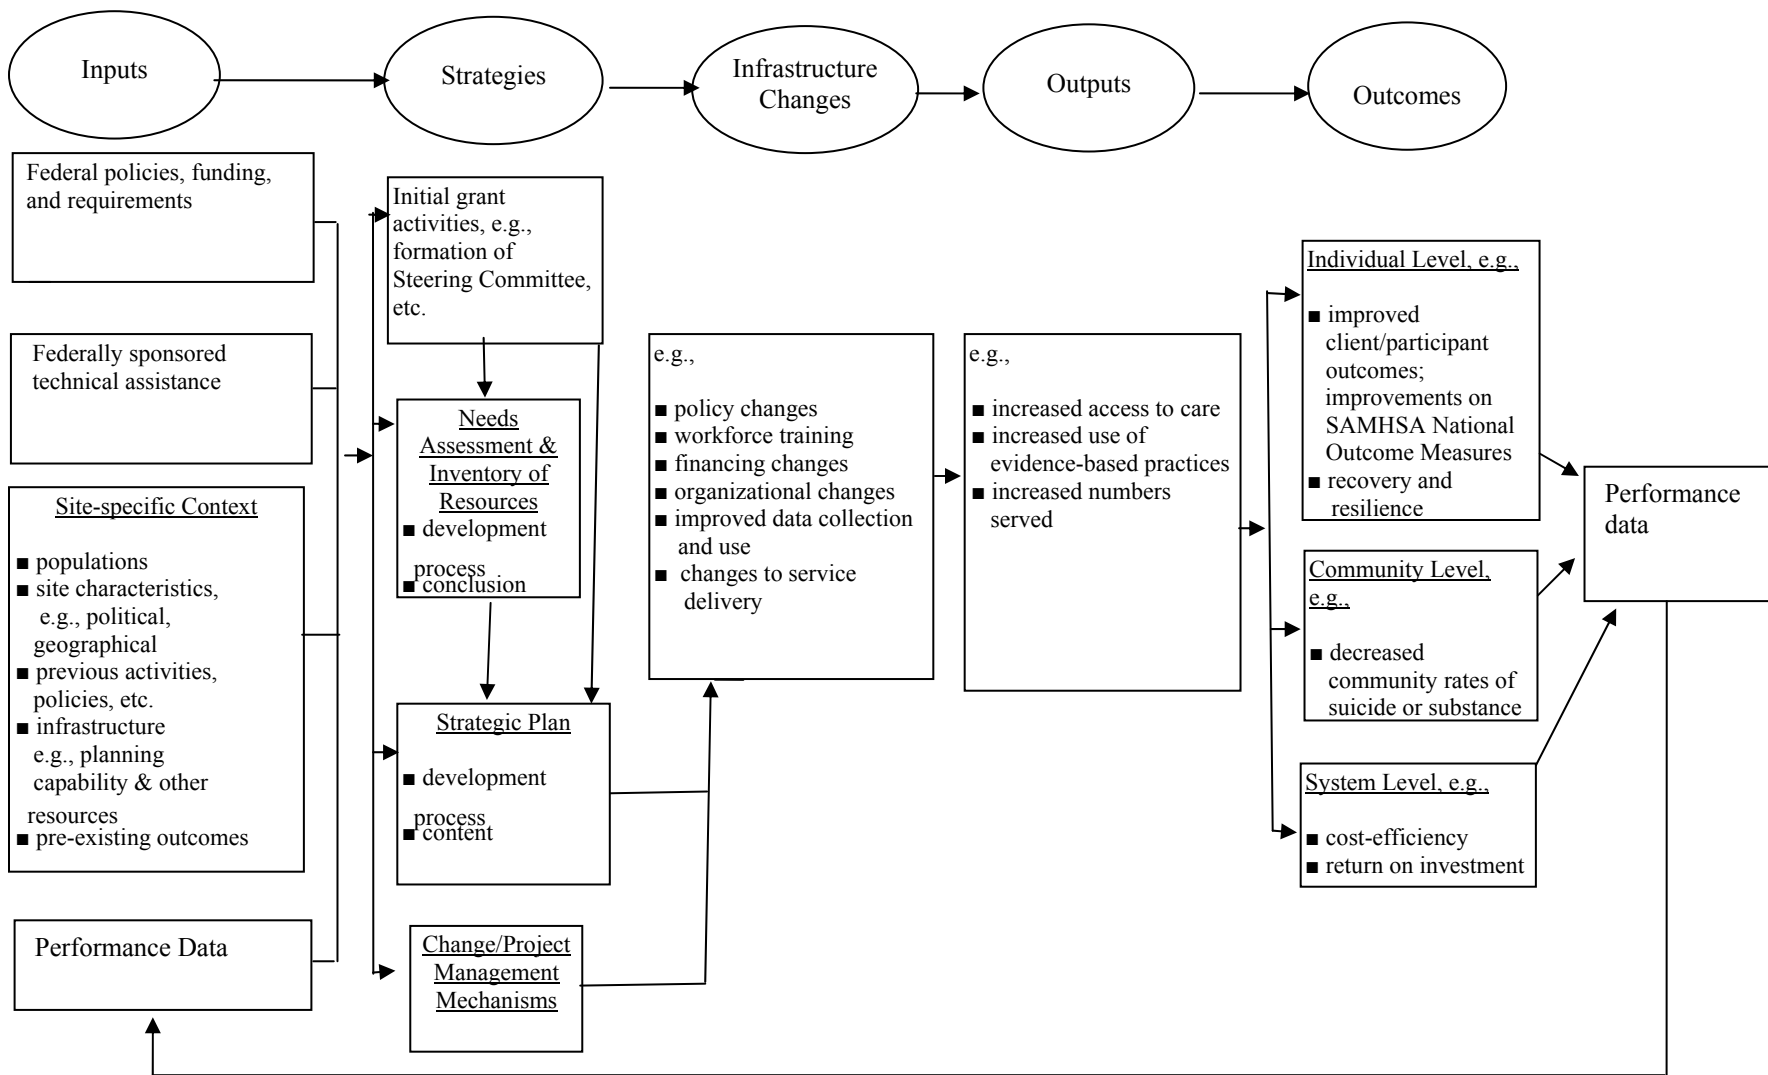 Inputs
Strategies
Infrastructure
Changes
Outputs
Outcomes
Federal policies, funding,
and requirements
Federally sponsored
technical assistance
Site-specific Context
■ populations
■ site characteristics,
e.g., political,
geographical
■ previous activities,
policies, etc.
■ infrastructure
e.g., planning
capability & other
resources
■ pre-existing outcomes
Performance Data
Initial grant
activities, e.g.,
formation of
Steering Committee,
etc.
Needs
Assessment &
Inventory of
Resources
■ development
process
■ conclusion
Strategic Plan
■ development
process
■ content
Change/Project
Management
Mechanisms
e.g.,
■ policy changes
■ workforce training
■ financing changes
■ organizational changes
■ improved data collection
and use
■ changes to service
delivery
e.g.,
■ increased access to care
■ increased use of
evidence-based practices
■ increased numbers
served
Individual Level, e.g.,
■ improved
client/participant
outcomes;
improvements on
SAMHSA National
Outcome Measures
■ recovery and
resilience
Community Level,
e.g.,
■ decreased
community rates of
suicide or substance
System Level, e.g.,
■ cost-efficiency
■ return on investment
Performance
data